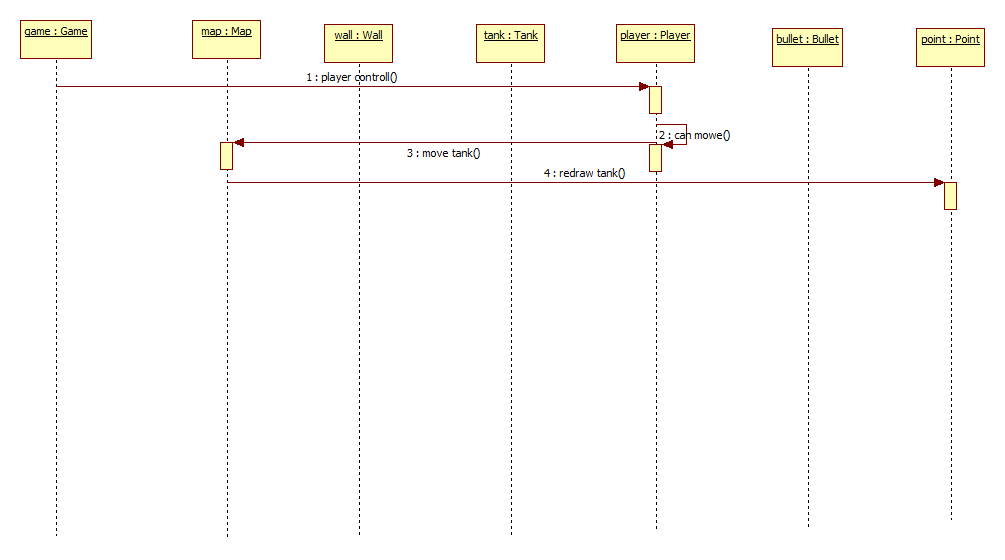 game : Game
map : Map
wall : Wall
tank : Tank
player : Player
bullet : Bullet
point : Point
1 : player controll()
2 : can mowe()
3 : move tank()
4 : redraw tank()